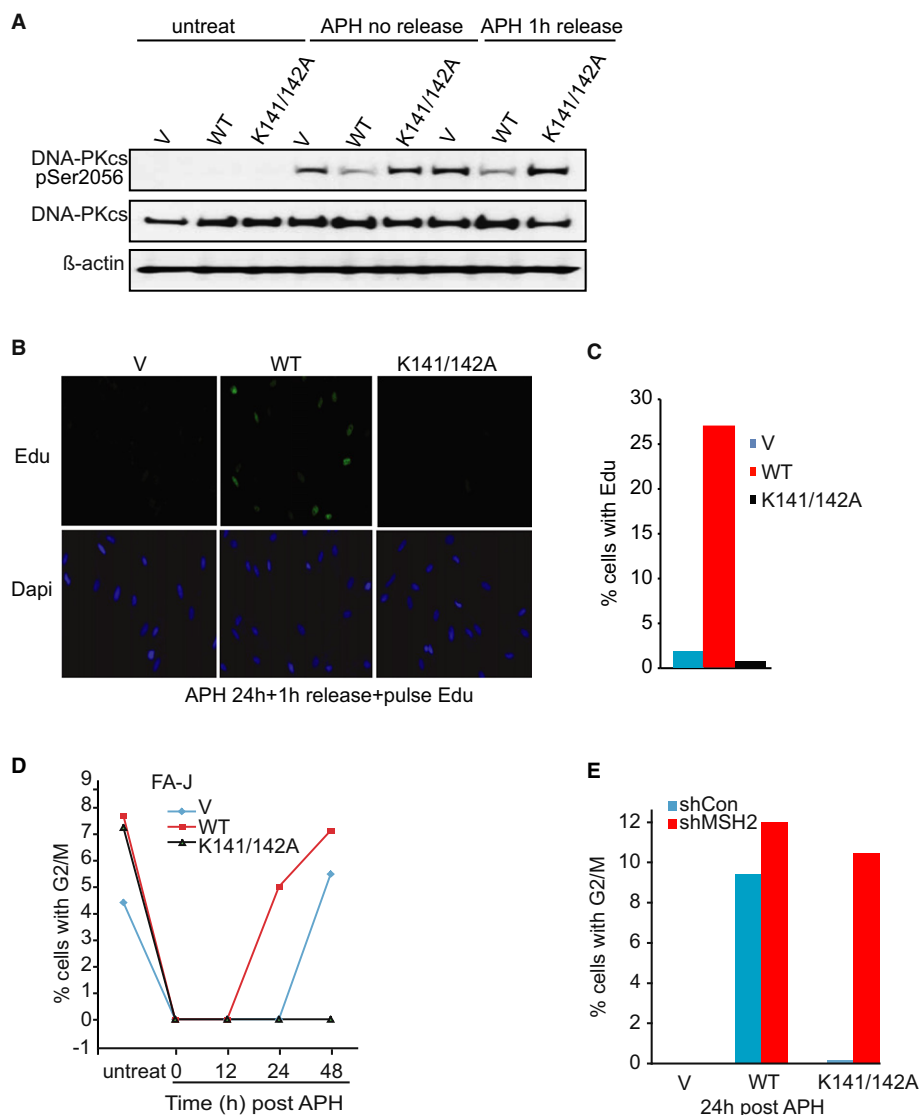 A
untreat APH no release APH 1h release
V WT K141/142A V WT K141/142A V WT K141/142A
DNA-PKcs
pSer2056
DNA-PKcs
ß-actin
B
V WT K141/142A
Edu
Dapi
APH 24h+1h release+pulse Edu
C
% cells with Edu
30
25
20
15
10
5
0
V
WT
K141/142A
D
% cells with G2/M
9
8
7
6
5
4
3
2
1
0
-1
FA-J
V
WT
K141/142A
untreat 0 12 24 48
Time (h) post APH
E
% cells with G2/M
12
10
8
6
4
2
0
shCon
shMSH2
V WT K141/142A
24h post APH